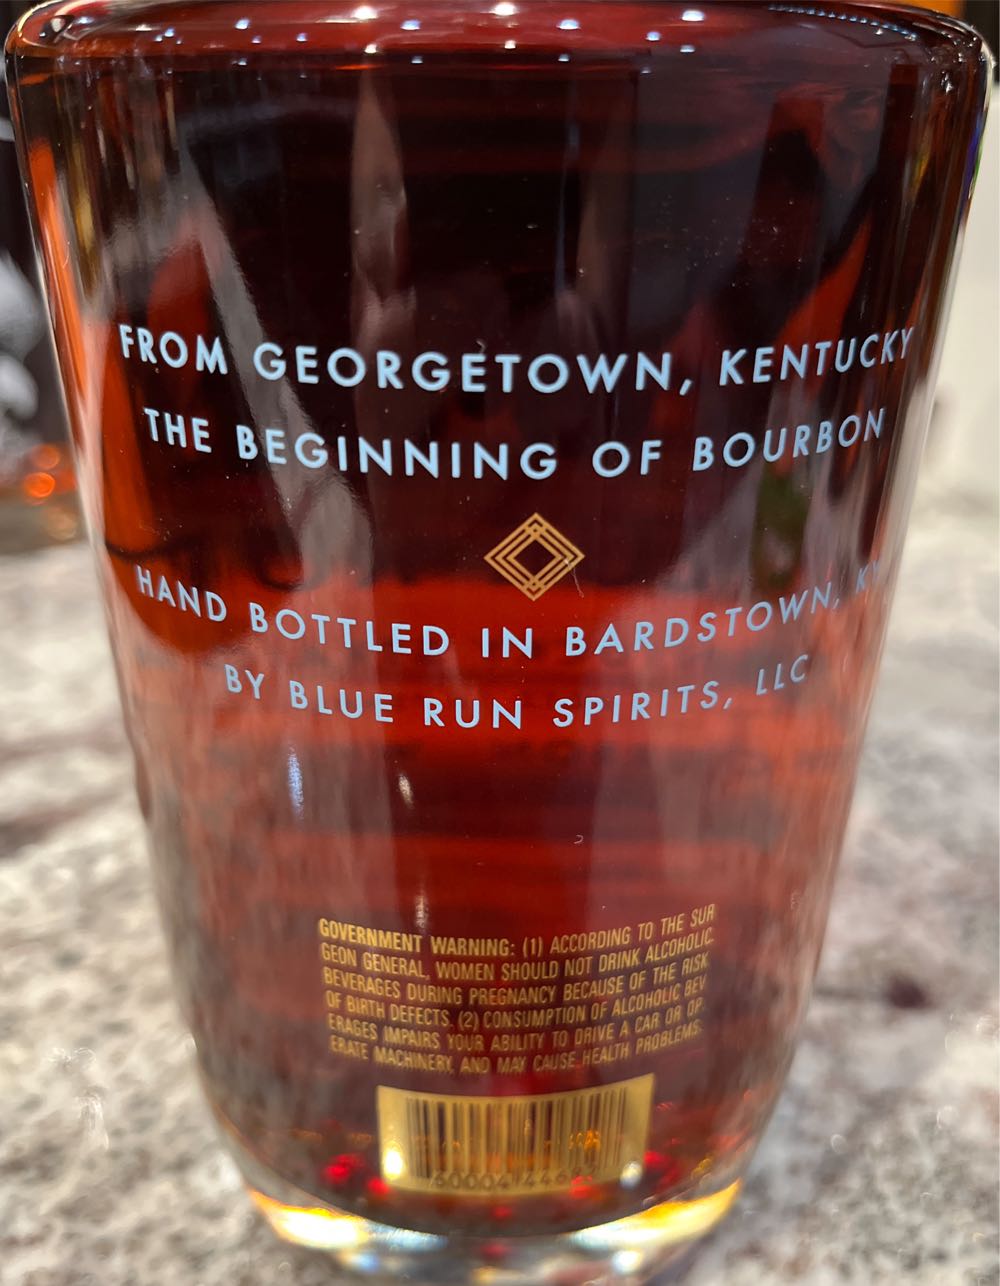 FROM GEORGETOWN, KENTUCKY
THE BEGINNING OF BOURBON
HAND BOTTLED IN BARDSTOWN, KY
BY BLUE RUN SPIRITS, LLC
GOVERNMENT WARNING: (1) ACCORDING TO THE SUR
GEON GENERAL, WOMEN SHOULD NOT DRINK ALCOHOLIC
BEVERAGES DURING PREGNANCY BECAUSE OF THE RISK
OF BIRTH DEFECTS. (2) CONSUMPTION OF ALCOHOLIC BEV
ERAGES IMPAIRS YOUR ABILITY TO DRIVE A CAR OR OP-
ERATE MACHINERY, AND MAY CAUSE HEALTH PROBLEMS.